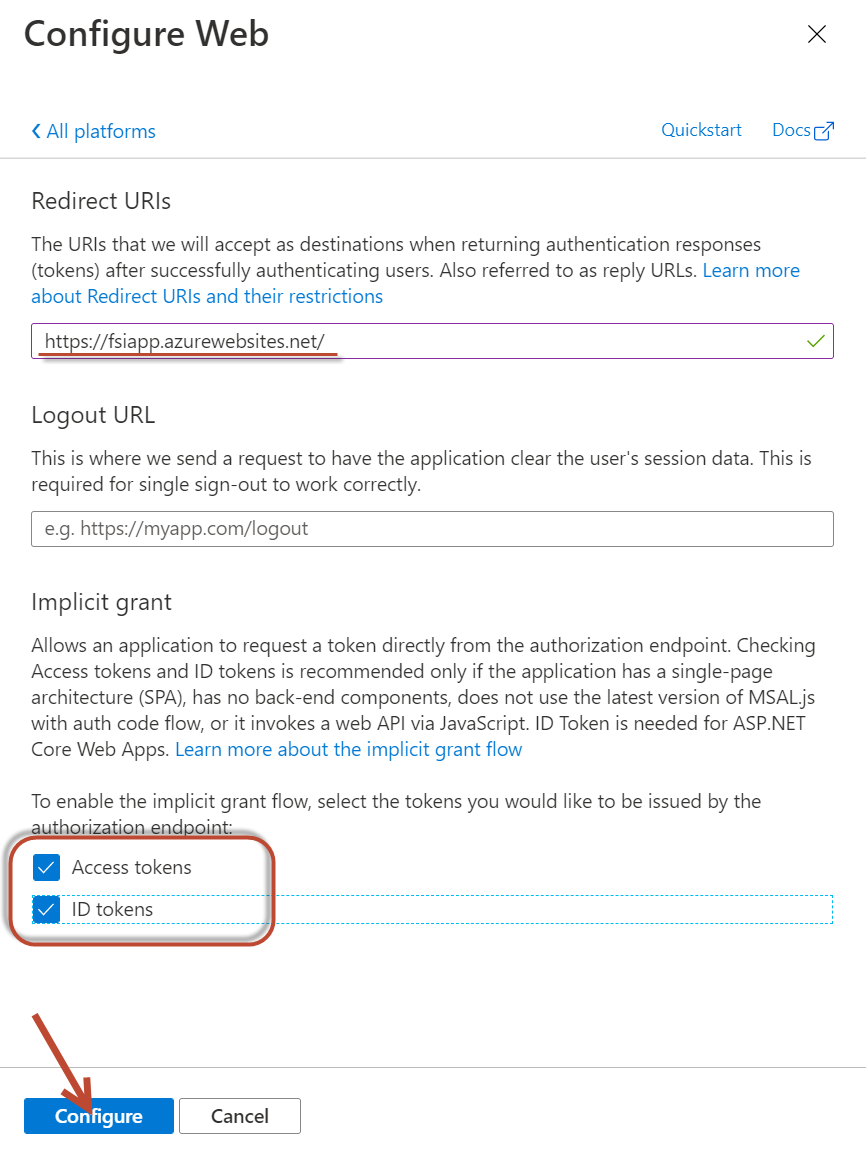 Configure Web
All platforms
Quickstart
Docs
Redirect URIs
The URIs that we will accept as destinations when returning authentication responses
(tokens) after successfully authenticating users. Also referred to as reply URLs. Learn more
about Redirect URIs and their restrictions
https://fsiapp.azurewebsites.net/
Logout URL
This is where we send a request to have the application clear the user's session data. This is
required for single sign-out to work correctly.
e.g. https://myapp.com/logout
Implicit grant
Allows an application to request a token directly from the authorization endpoint. Checking
Access tokens and ID tokens is recommended only if the application has a single-page
architecture (SPA), has no back-end components, does not use the latest version of MSAL.js
with auth code flow, or it invokes a web API via JavaScript. ID Token is needed for ASP.NET
Core Web Apps. Learn more about the implicit grant flow
To enable the implicit grant flow, select the tokens you would like to be issued by the
authorization endpoint:
Access tokens
ID tokens
Configure
Cancel